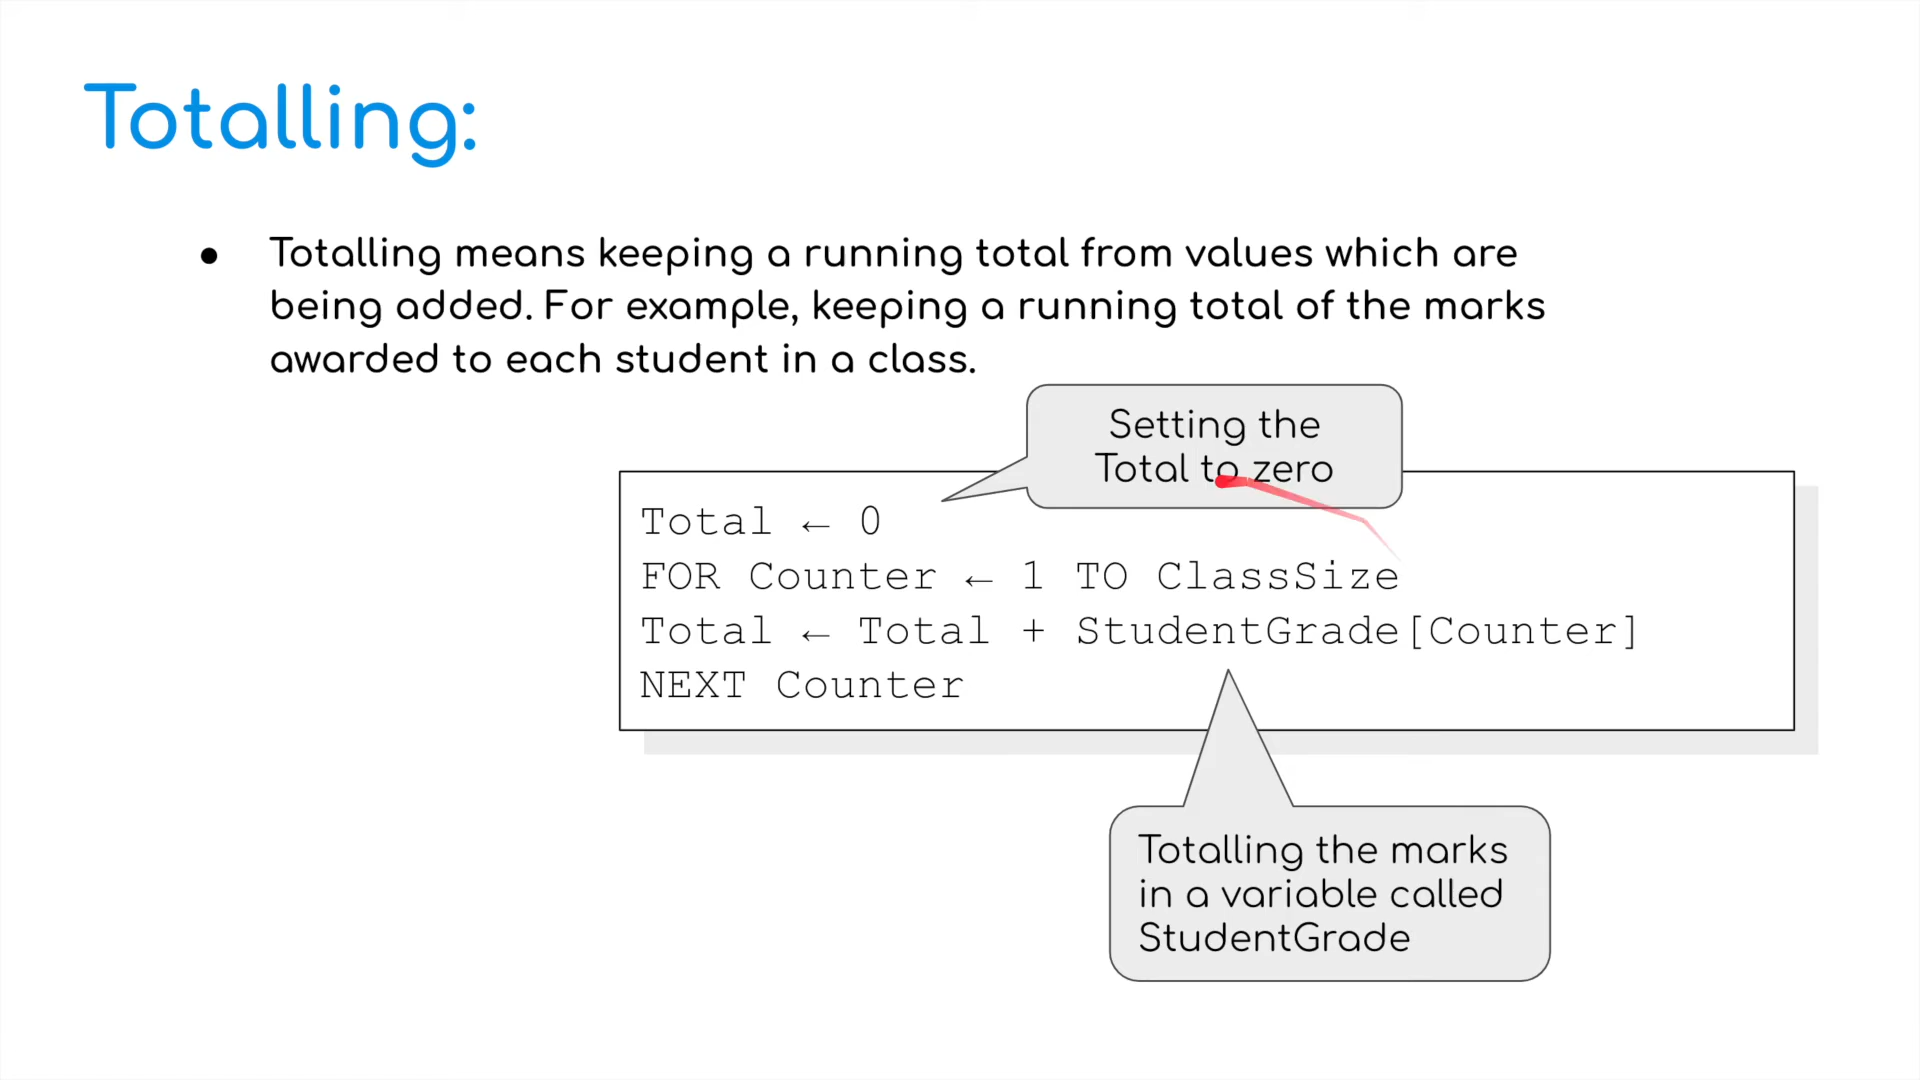 Totalling:
● Totalling means keeping a running total from values which are
being added. For example, keeping a running total of the marks
awarded to each student in a class.
Setting the
Total to zero
Total ← 0
FOR Counter ← 1 TO ClassSize
Total ← Total + StudentGrade[Counter]
NEXT Counter
Totalling the marks
in a variable called
StudentGrade